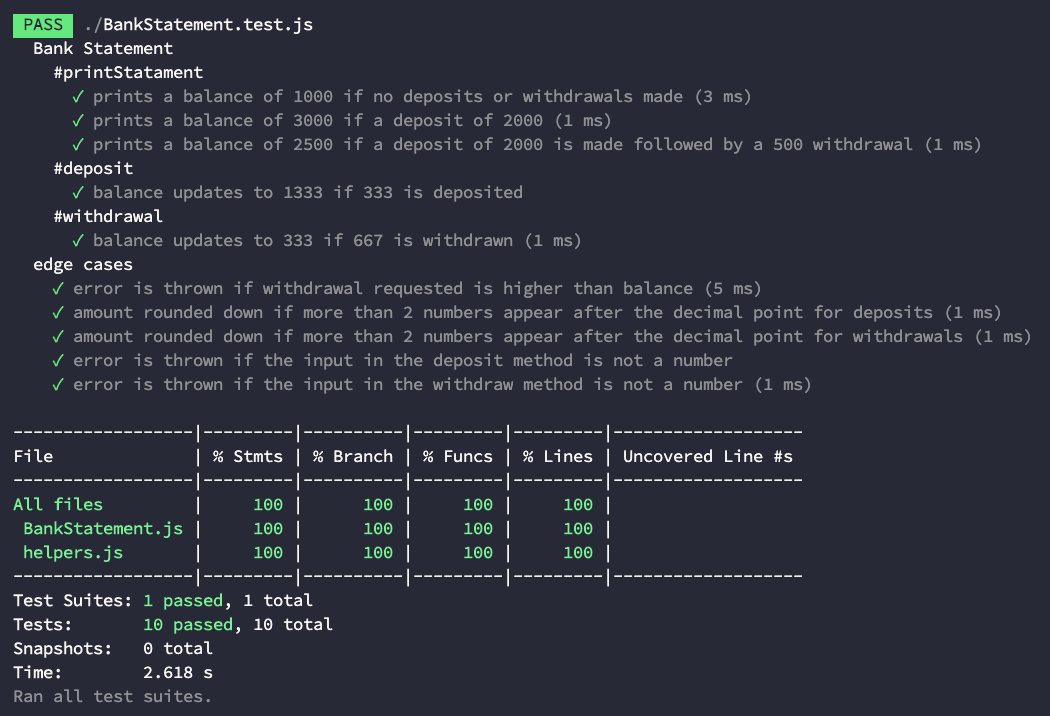 PASS ./BankStatement.test.js
  Bank Statement
    #printStatament
      ✓ prints a balance of 1000 if no deposits or withdrawals made (3 ms)
      ✓ prints a balance of 3000 if a deposit of 2000 (1 ms)
      ✓ prints a balance of 2500 if a deposit of 2000 is made followed by a 500 withdrawal (1 ms)
    #deposit
      ✓ balance updates to 1333 if 333 is deposited
    #withdrawal
      ✓ balance updates to 333 if 667 is withdrawn (1 ms)
  edge cases
    ✓ error is thrown if withdrawal requested is higher than balance (5 ms)
    ✓ amount rounded down if more than 2 numbers appear after the decimal point for deposits (1 ms)
    ✓ amount rounded down if more than 2 numbers appear after the decimal point for withdrawals (1 ms)
    ✓ error is thrown if the input in the deposit method is not a number
    ✓ error is thrown if the input in the withdraw method is not a number (1 ms)

------------------|---------|----------|---------|---------|-------------------
File              | % Stmts | % Branch | % Funcs | % Lines | Uncovered Line #s
------------------|---------|----------|---------|---------|-------------------
All files         |     100 |      100 |     100 |     100 |
 BankStatement.js |     100 |      100 |     100 |     100 |
 helpers.js       |     100 |      100 |     100 |     100 |
------------------|---------|----------|---------|---------|-------------------
Test Suites: 1 passed, 1 total
Tests:       10 passed, 10 total
Snapshots:   0 total
Time:        2.618 s
Ran all test suites.